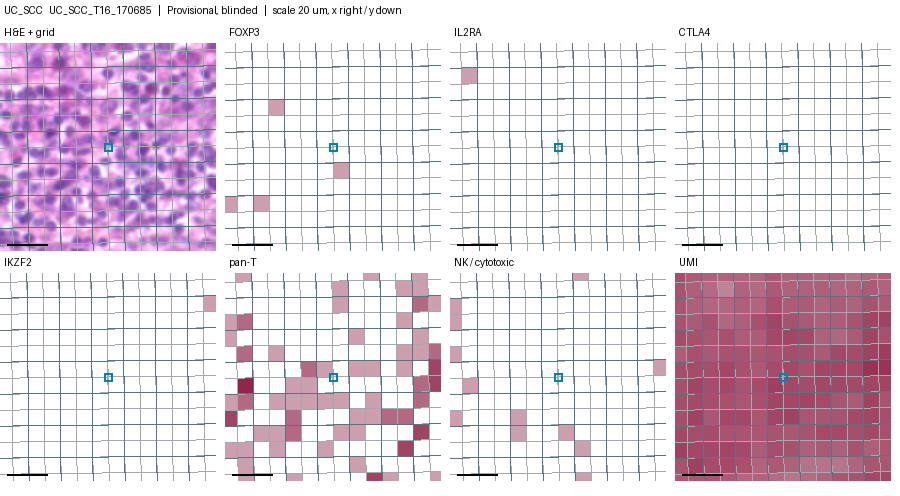 UC_SCC UC_SCC_T16_170685 | Provisional, blinded | scale 20 um, x right / y down
H&E + grid FOXP3 IL2RA CTLA4
IKZF2 pan-T NK / cytotoxic UMI